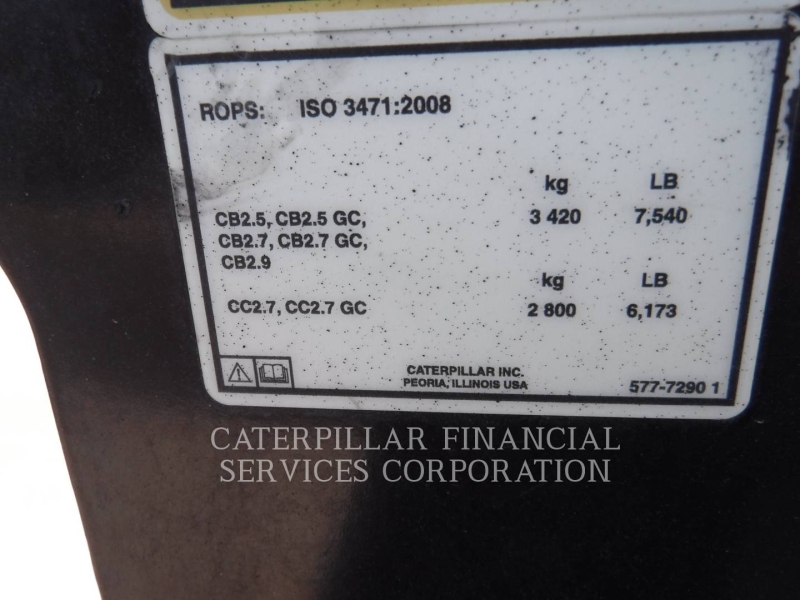 ROPS: ISO 3471:2008
kg LB
CB2.5, CB2.5 GC, 3 420 7,540
CB2.7, CB2.7 GC,
CB2.9
kg LB
CC2.7, CC2.7 GC 2 800 6,173
CATERPILLAR INC.
PEORIA, ILLINOIS USA 577-7290 1
CATERPILLAR FINANCIAL
SERVICES CORPORATION